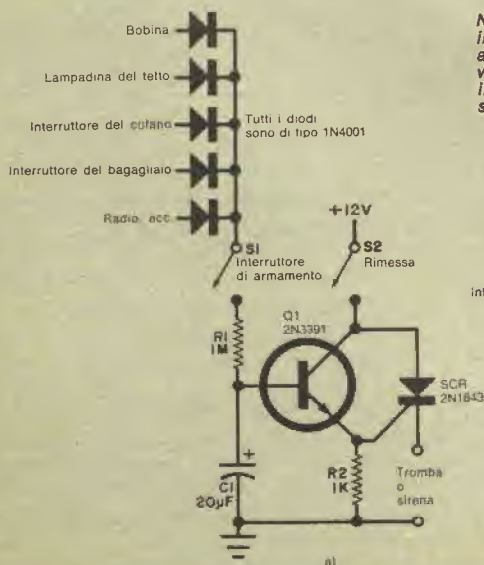 Bobina
Lampadina del tetto
Interruttore del cofano
Tutti i diodi
sono di tipo 1N4001
Interruttore del bagagliaio
Radio, acc.
+12V
S1
Interruttore
di armamento
S2
Rimessa
R1
1M
Q1
2N3391
SCR
2N1843
C1
20µF
+
R2
1K
Tromba
o
sirena
a)